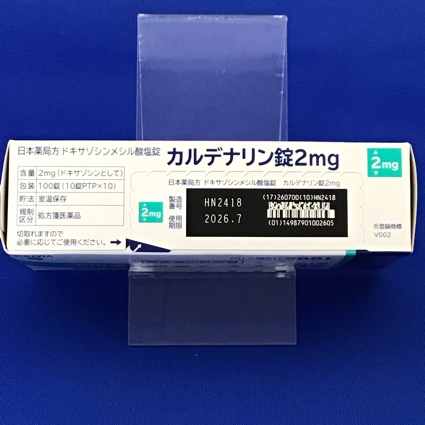 日本薬局方 ドキサゾシンメシル酸塩錠
カルデナリン錠2mg
2mg
含量 2mg(ドキサゾシンとして)
包装 100錠(10錠PTP×10)
貯法 室温保存
規制区分 処方箋医薬品
切取れますので
必要に応じてご使用ください。
日本薬局方 ドキサゾシンメシル酸塩錠 カルデナリン錠2mg
2mg
製造番号 HN2418
使用期限 2026.7
(17)260700(10)HN2418
(01)14987901002605
®登録商標
V002